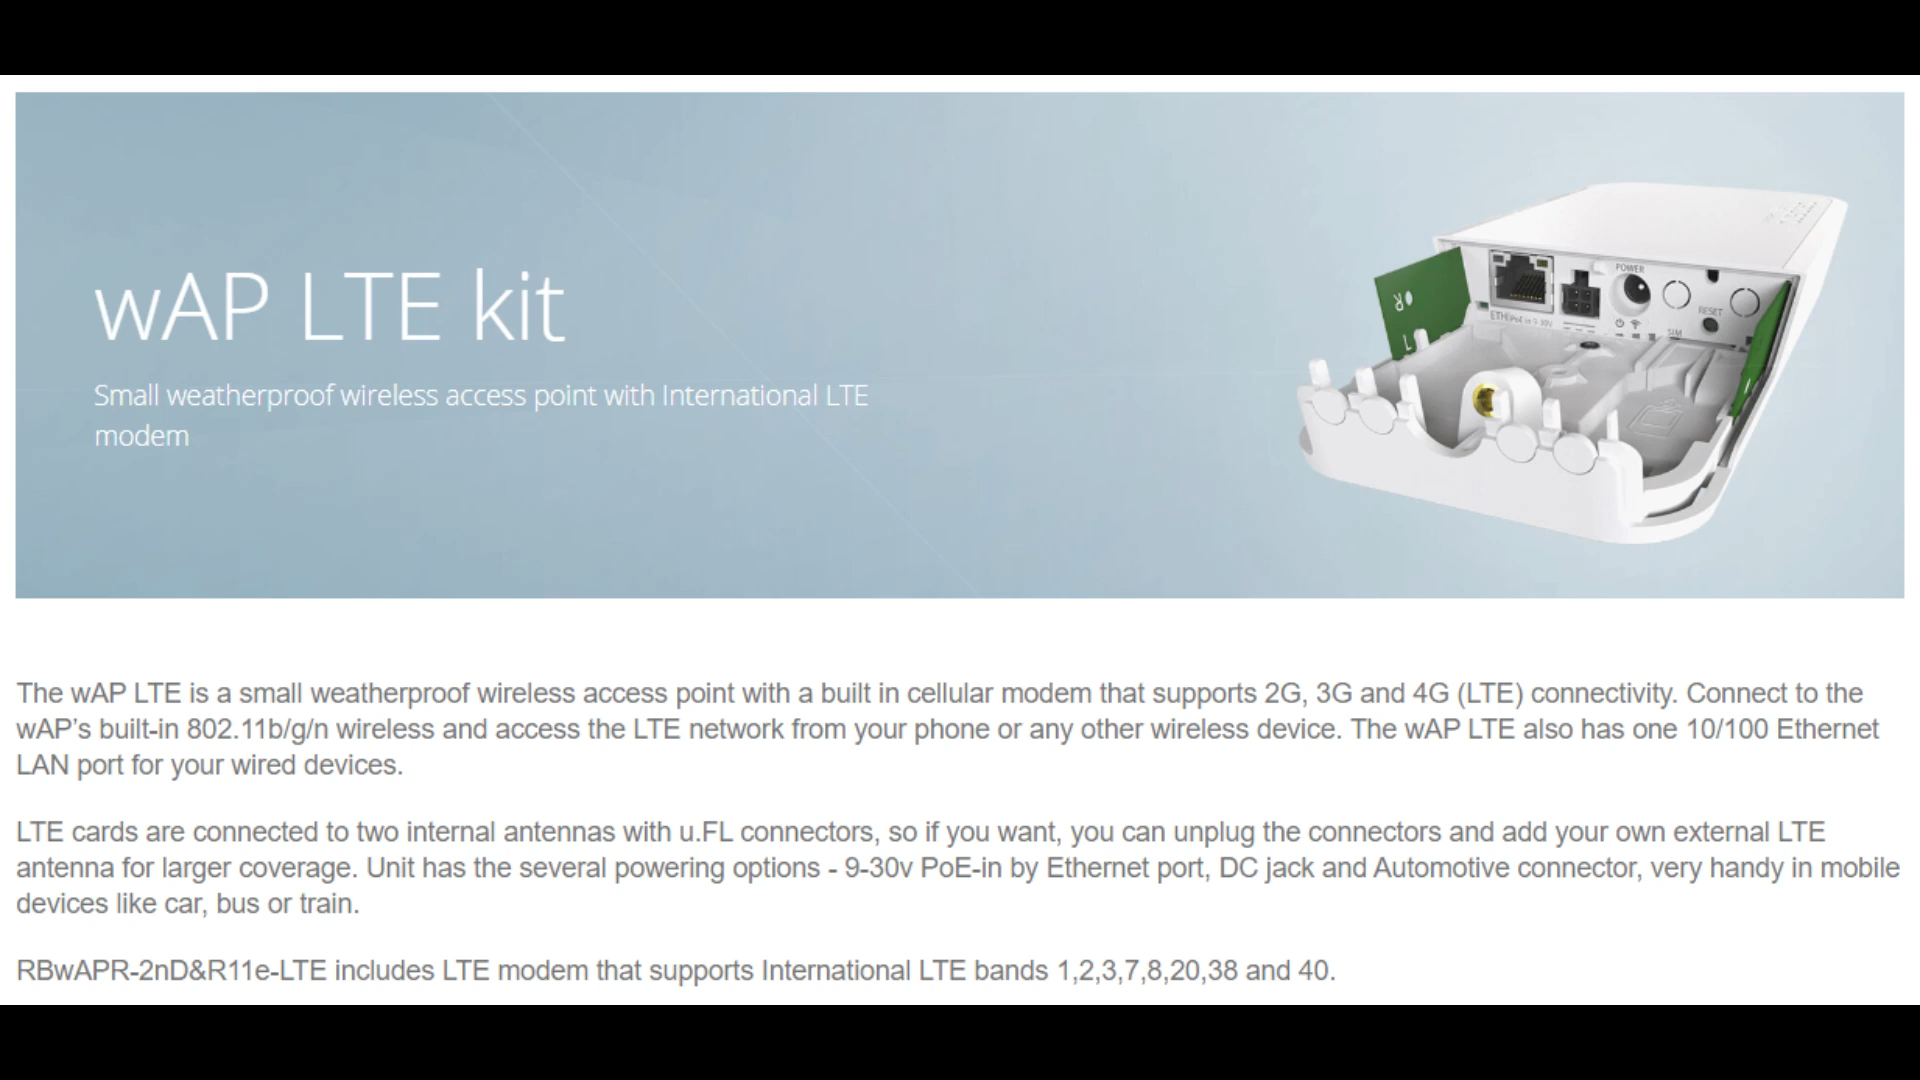 wAP LTE kit
Small weatherproof wireless access point with International LTE
modem
POWER
RESET
ETH PoE in 9-30V
SIM
R
L
The wAP LTE is a small weatherproof wireless access point with a built in cellular modem that supports 2G, 3G and 4G (LTE) connectivity. Connect to the
wAP’s built-in 802.11b/g/n wireless and access the LTE network from your phone or any other wireless device. The wAP LTE also has one 10/100 Ethernet
LAN port for your wired devices.
LTE cards are connected to two internal antennas with u.FL connectors, so if you want, you can unplug the connectors and add your own external LTE
antenna for larger coverage. Unit has the several powering options - 9-30v PoE-in by Ethernet port, DC jack and Automotive connector, very handy in mobile
devices like car, bus or train.
RBwAPR-2nD&R11e-LTE includes LTE modem that supports International LTE bands 1,2,3,7,8,20,38 and 40.